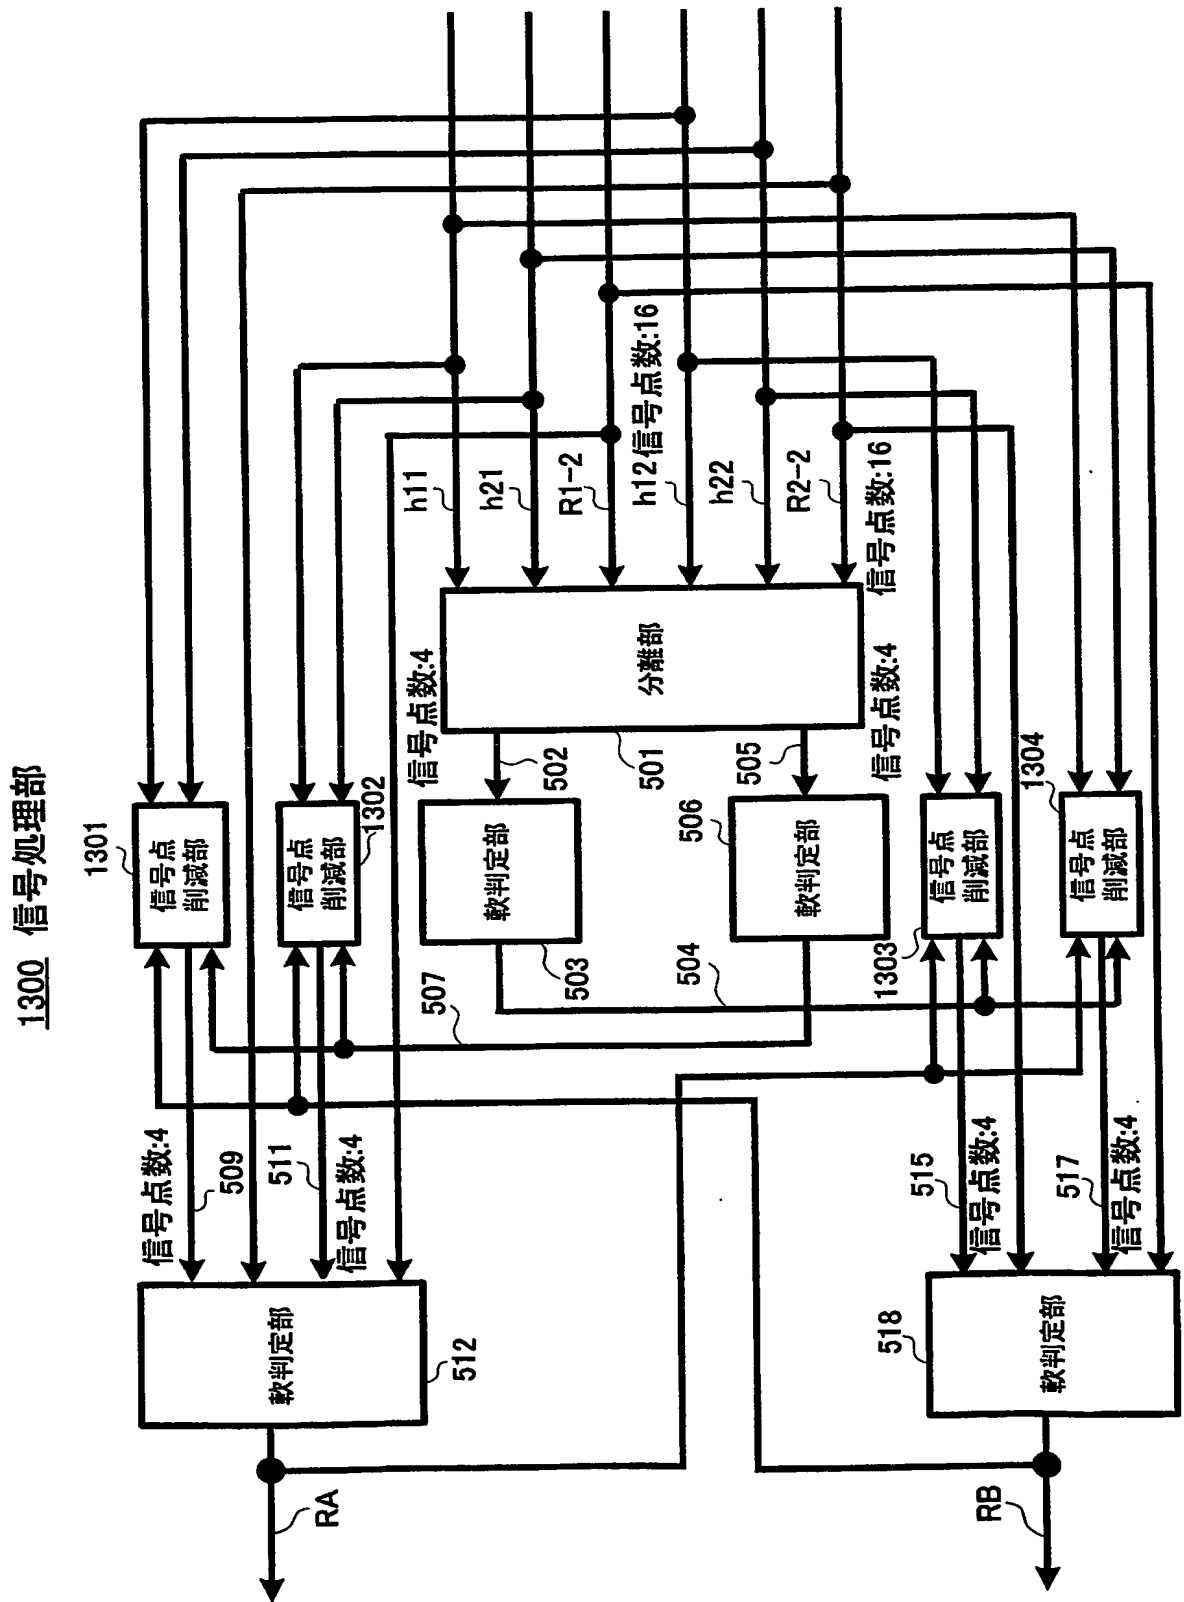 1300 信号処理部
1301
信号点
削減部
信号点
削減部
1302
信号点数:4
509
511
信号点数:4
軟判定部
512
RA
h11
h21
R1-2
h12
信号点数:16
h22
R2-2
信号点数:16
分離部
501
信号点数:4
502
505
信号点数:4
軟判定部
503
506
軟判定部
507
504
1303
信号点
削減部
1304
信号点
削減部
515
信号点数:4
517
信号点数:4
518
軟判定部
RB